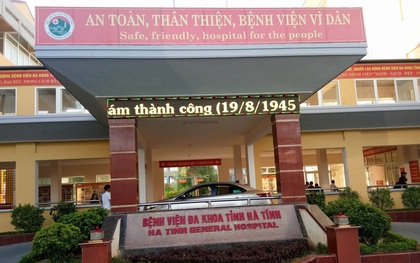 AN TOÀN, THÂN THIỆN, BỆNH VIỆN VÌ DÂN
Safe, friendly, hospital for the people
ám thành công (19/8/1945
BỆNH VIỆN ĐA KHOA TỈNH HÀ TĨNH
HA TINH GENERAL HOSPITAL